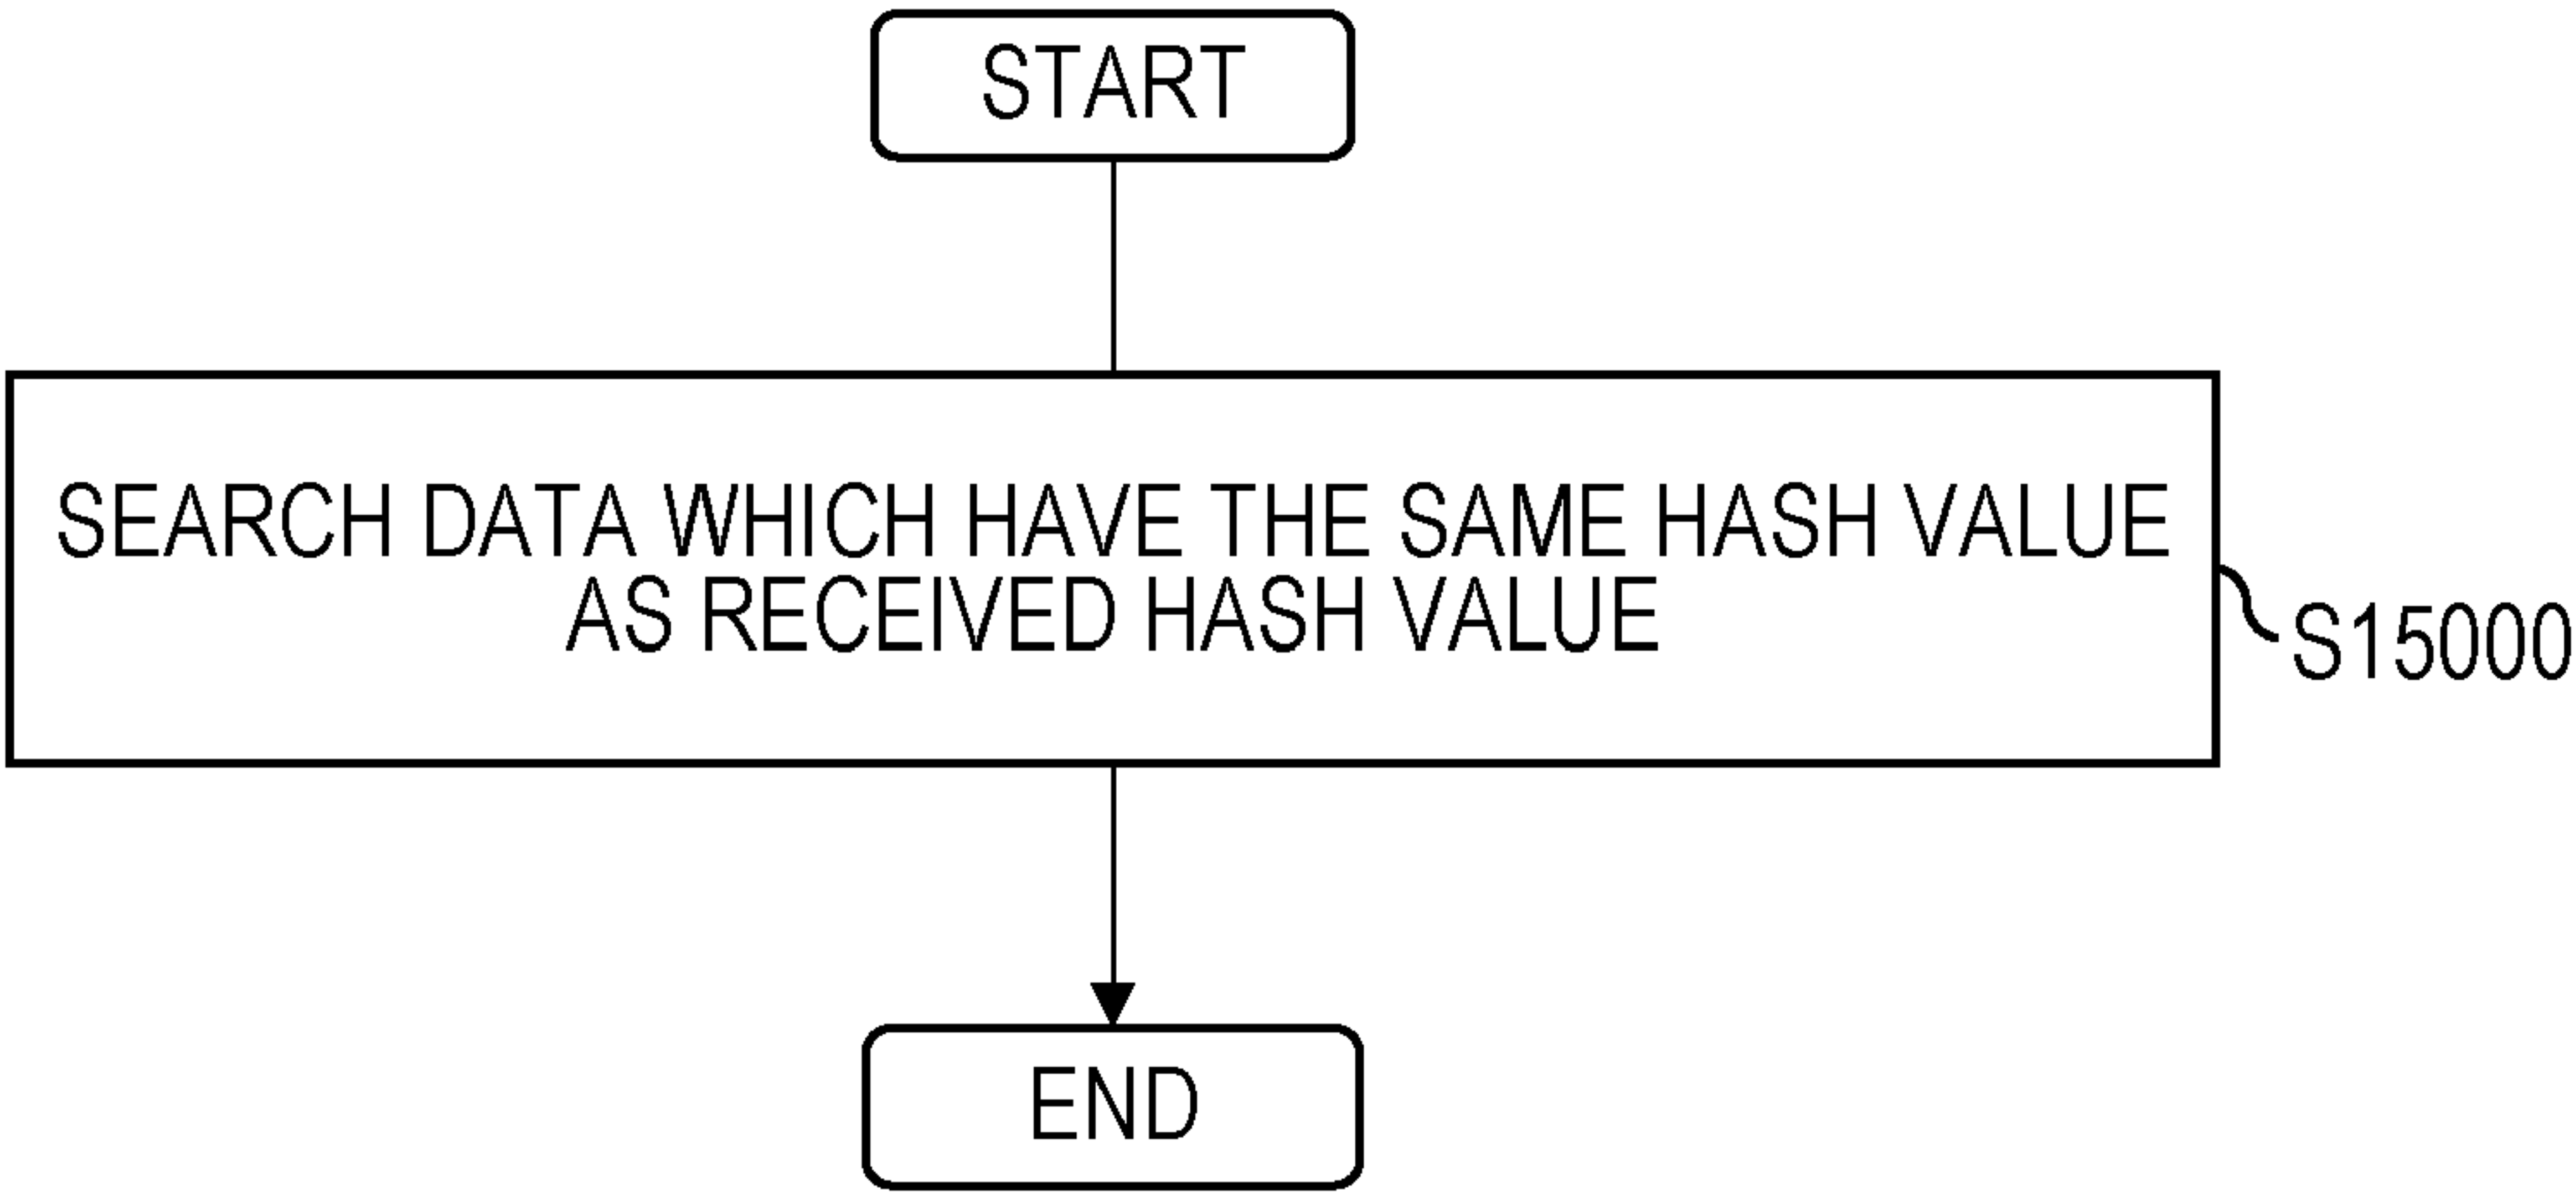 START
SEARCH DATA WHICH HAVE THE SAME HASH VALUE
AS RECEIVED HASH VALUE
S15000
END